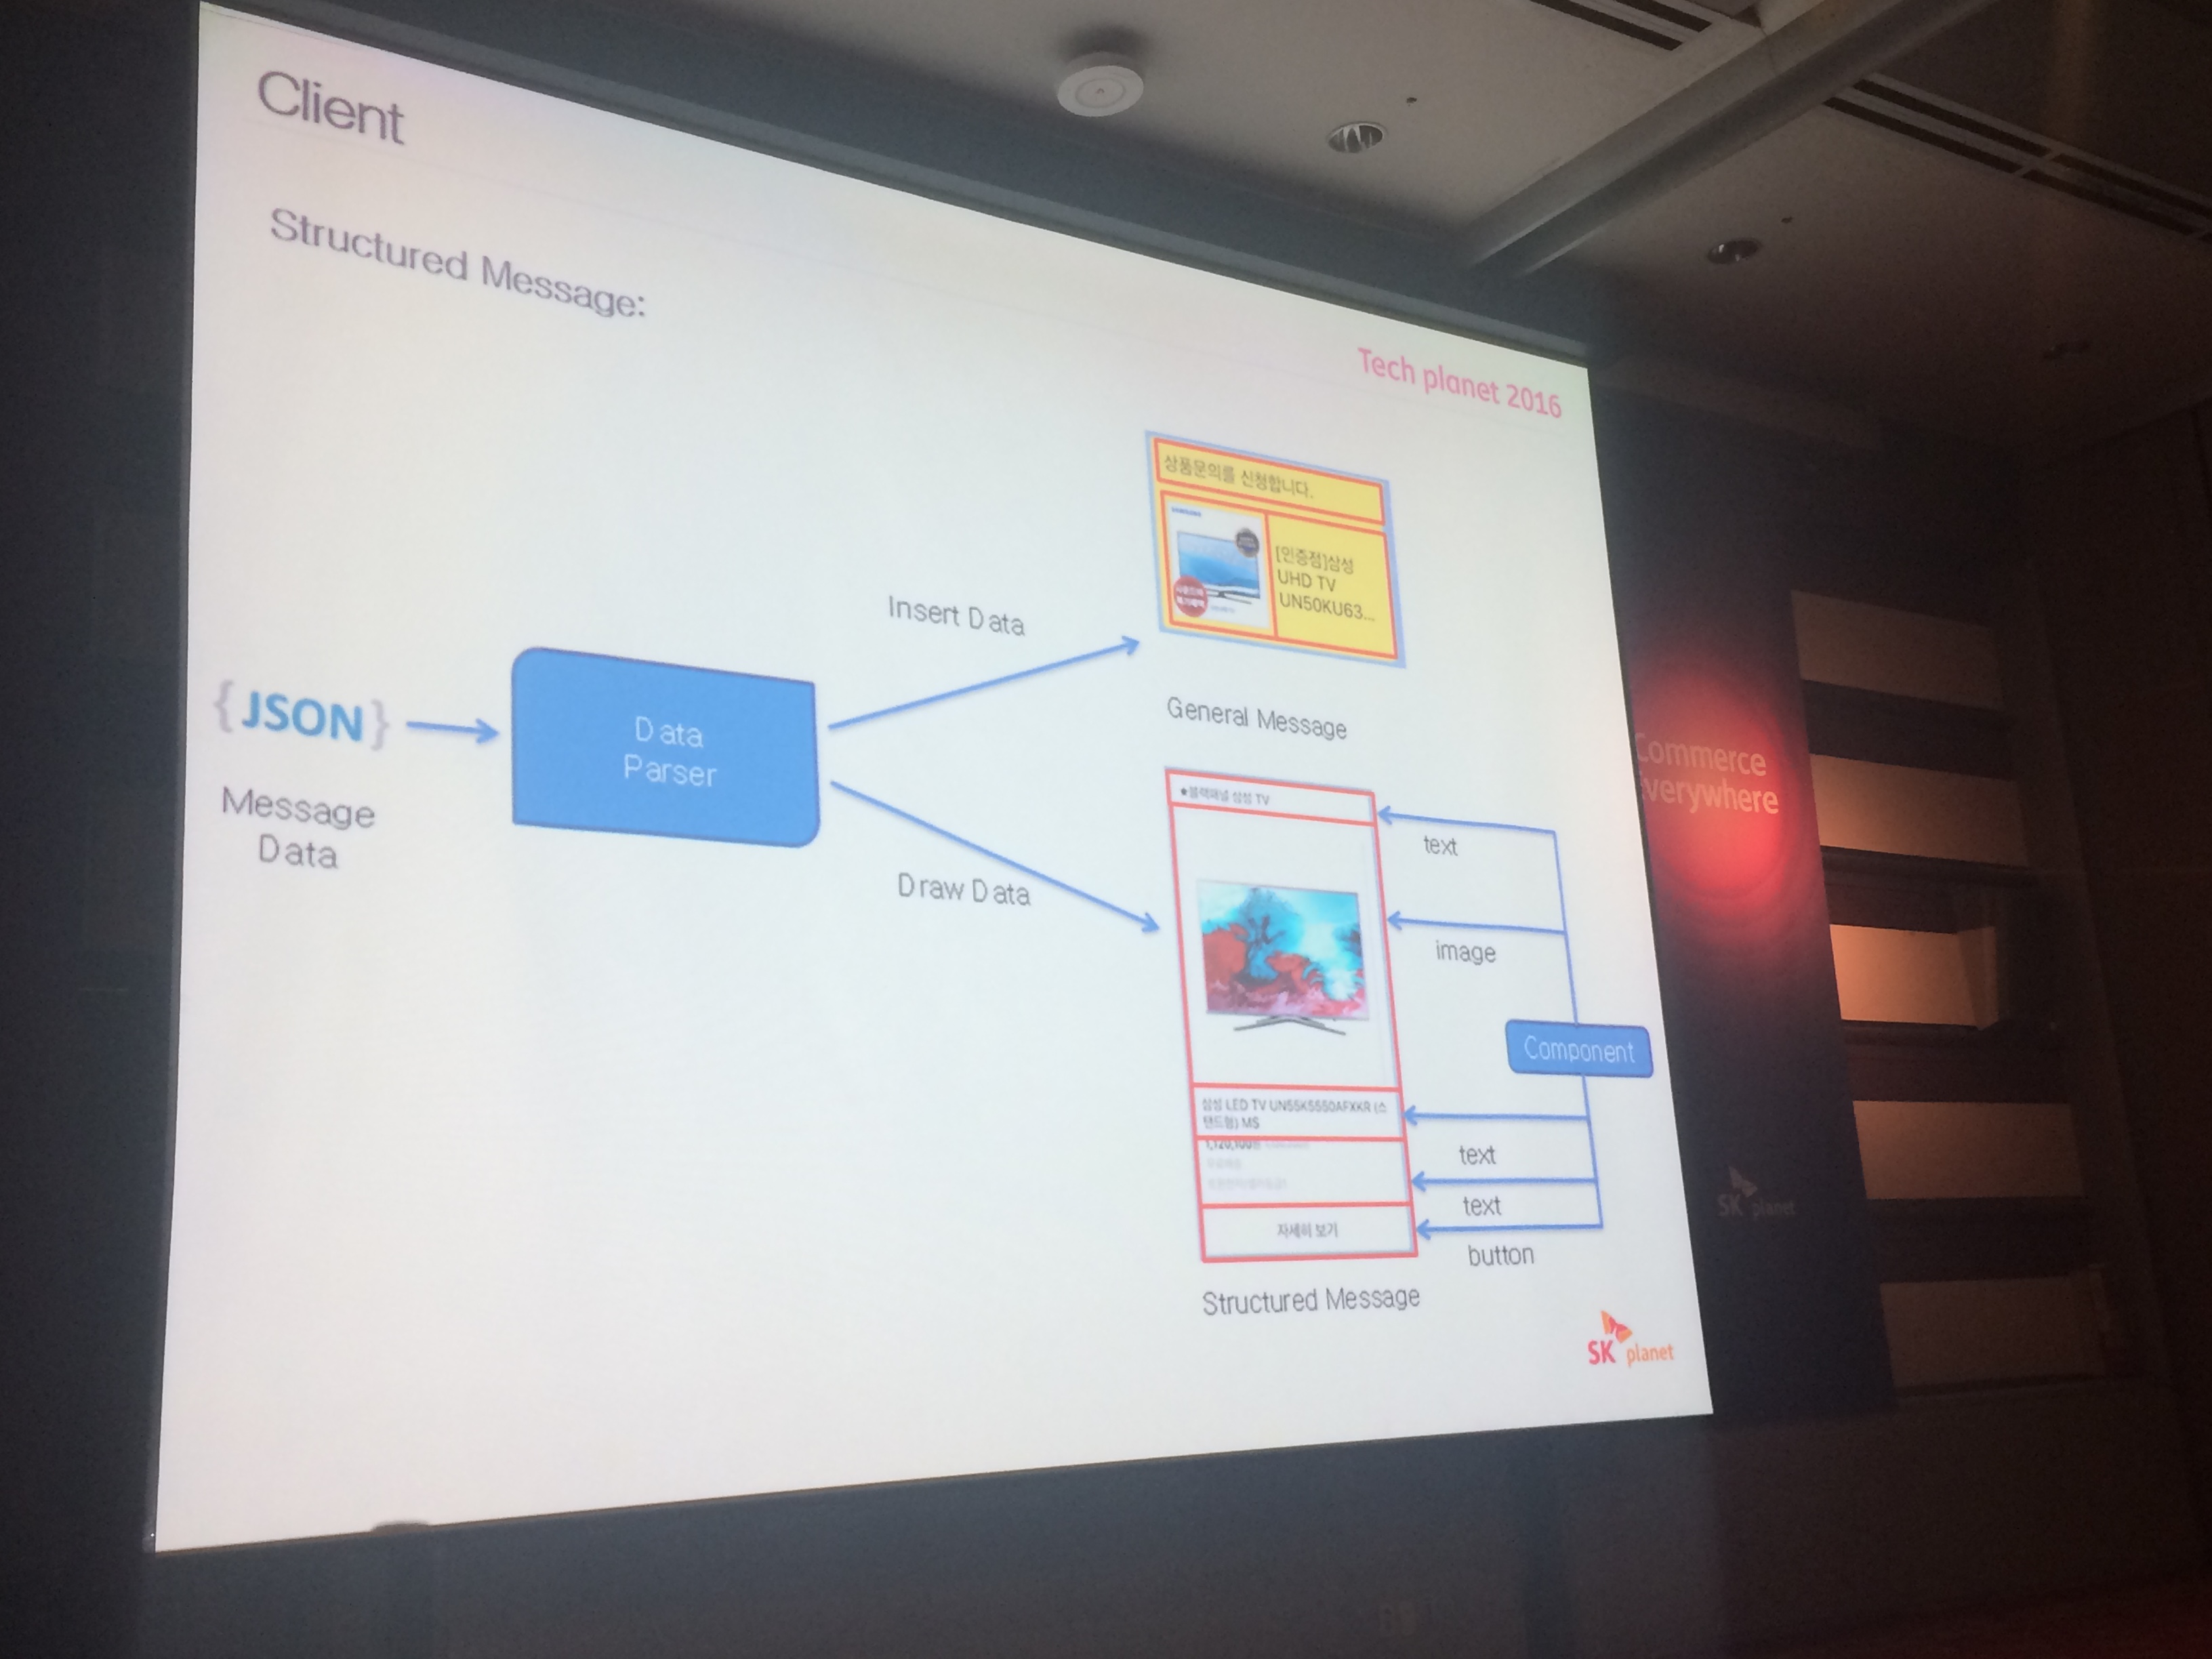 Client
Structured Message:
Tech planet 2016
상품문의를 신청합니다.
SAMSUNG
[인증점]삼성
UHD TV
UN50KU63...
Insert Data
General Message
{JSON}
Message
Data
Data
Parser
Draw Data
★블랙패널 삼성 TV
text
image
Component
삼성 LED TV UN55K5550AFXKR (스
탠드형) MS
1,120,100원
text
text
자세히 보기
button
Structured Message
SK planet
Commerce
Everywhere
SK planet